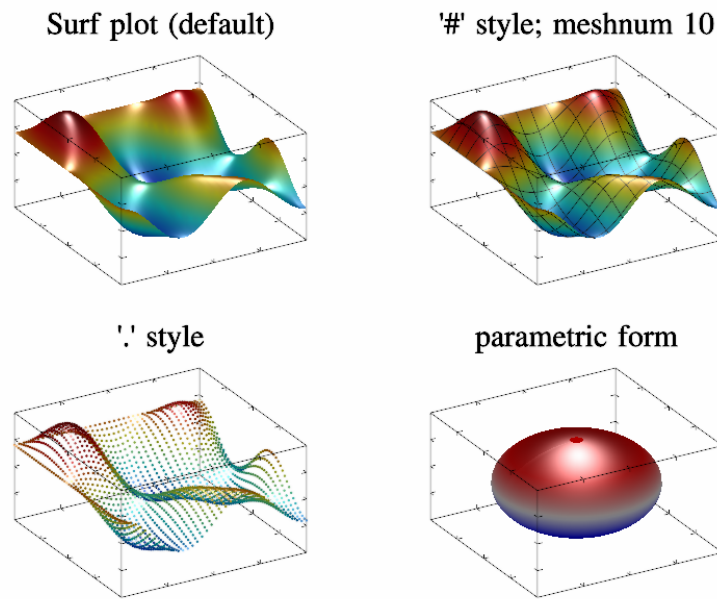 Surf plot (default)
'#' style; meshnum 10
'.' style
parametric form